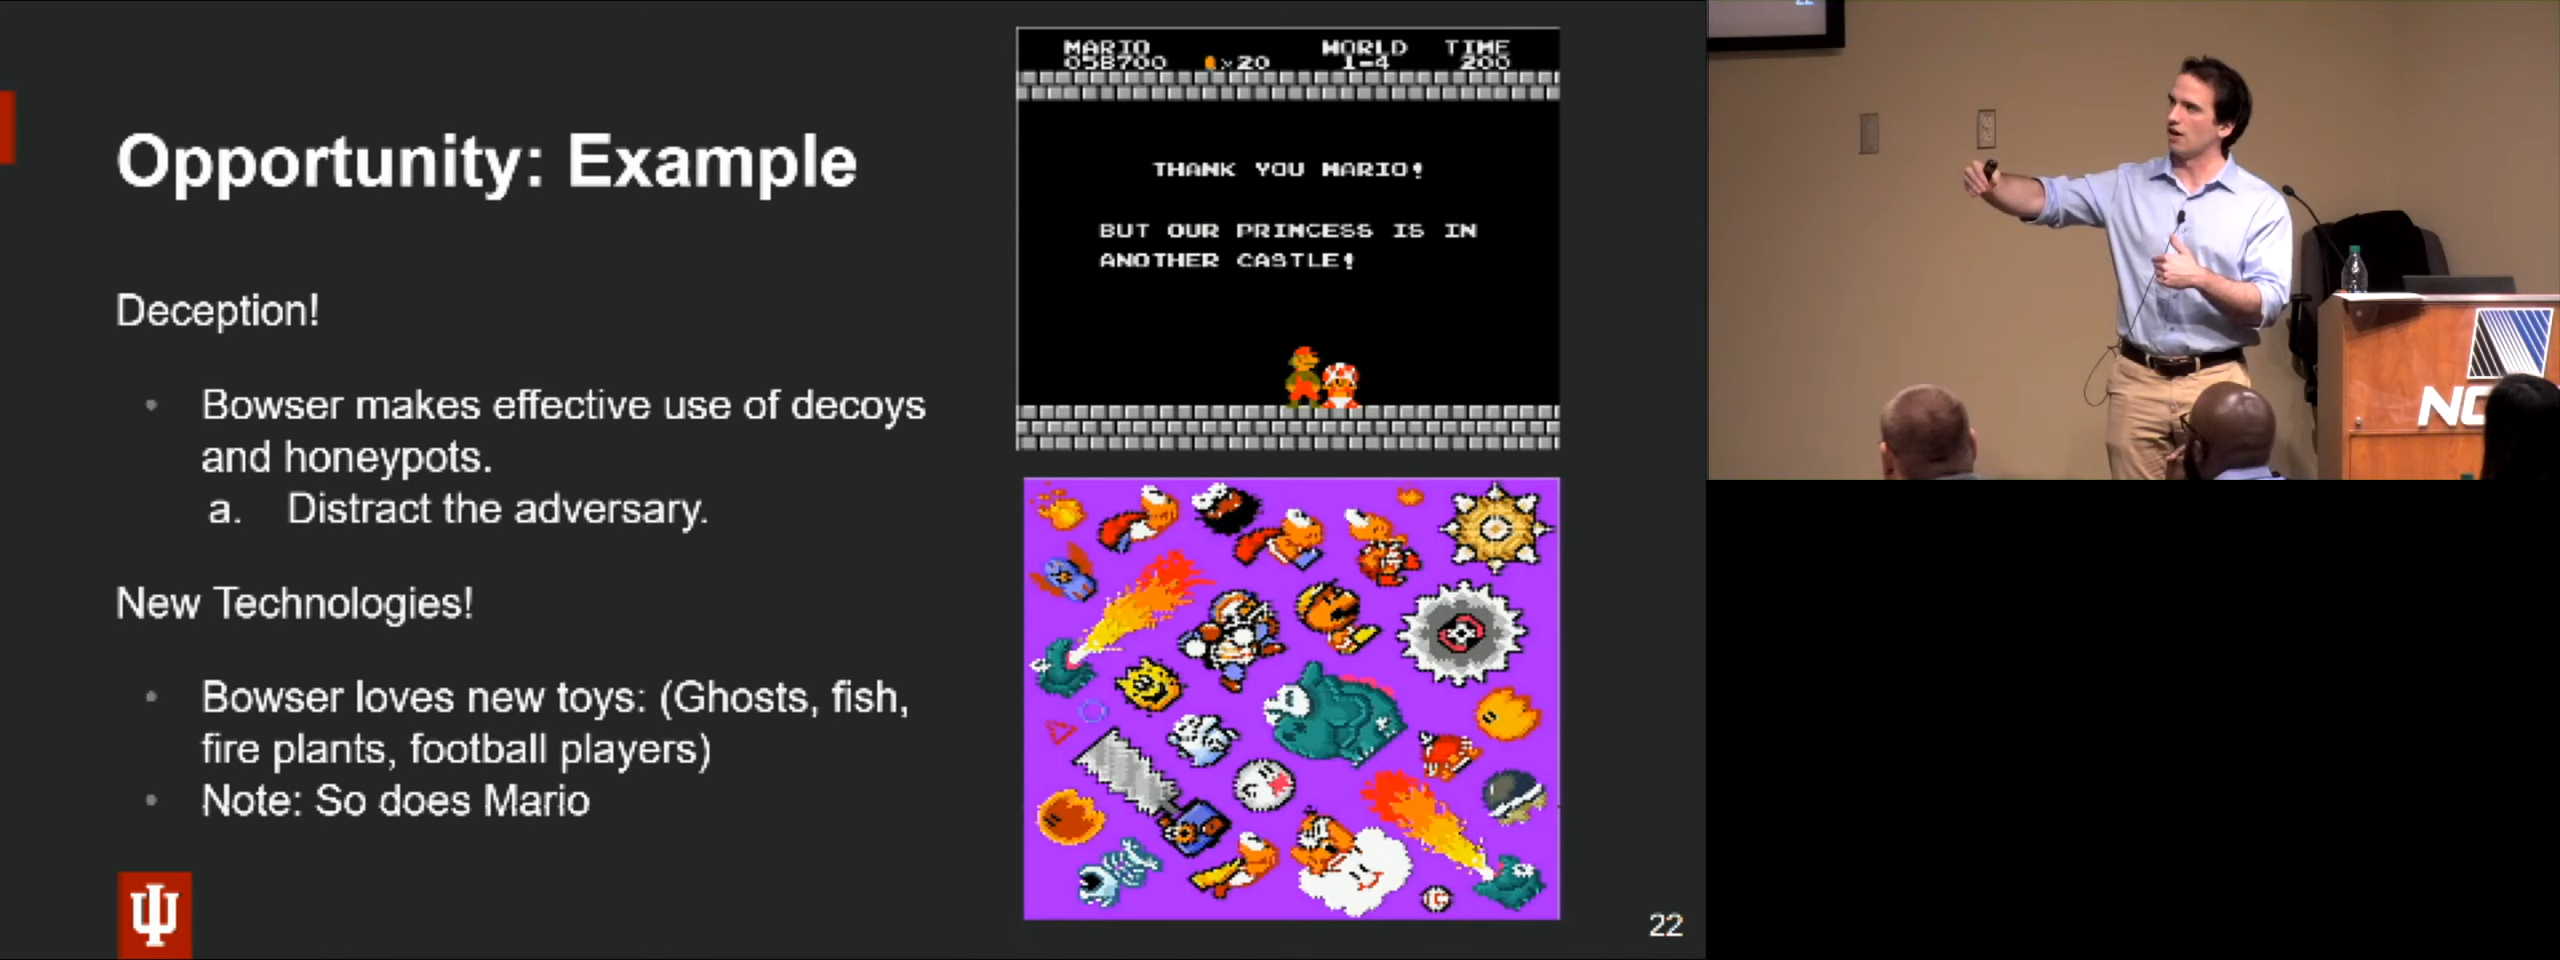 Opportunity: Example
Deception!
• Bowser makes effective use of decoys
and honeypots.
a. Distract the adversary.
New Technologies!
• Bowser loves new toys: (Ghosts, fish,
fire plants, football players)
• Note: So does Mario
22
MARIO
058700 ×20
WORLD
1-4
TIME
200
THANK YOU MARIO!
BUT OUR PRINCESS IS IN
ANOTHER CASTLE!
22